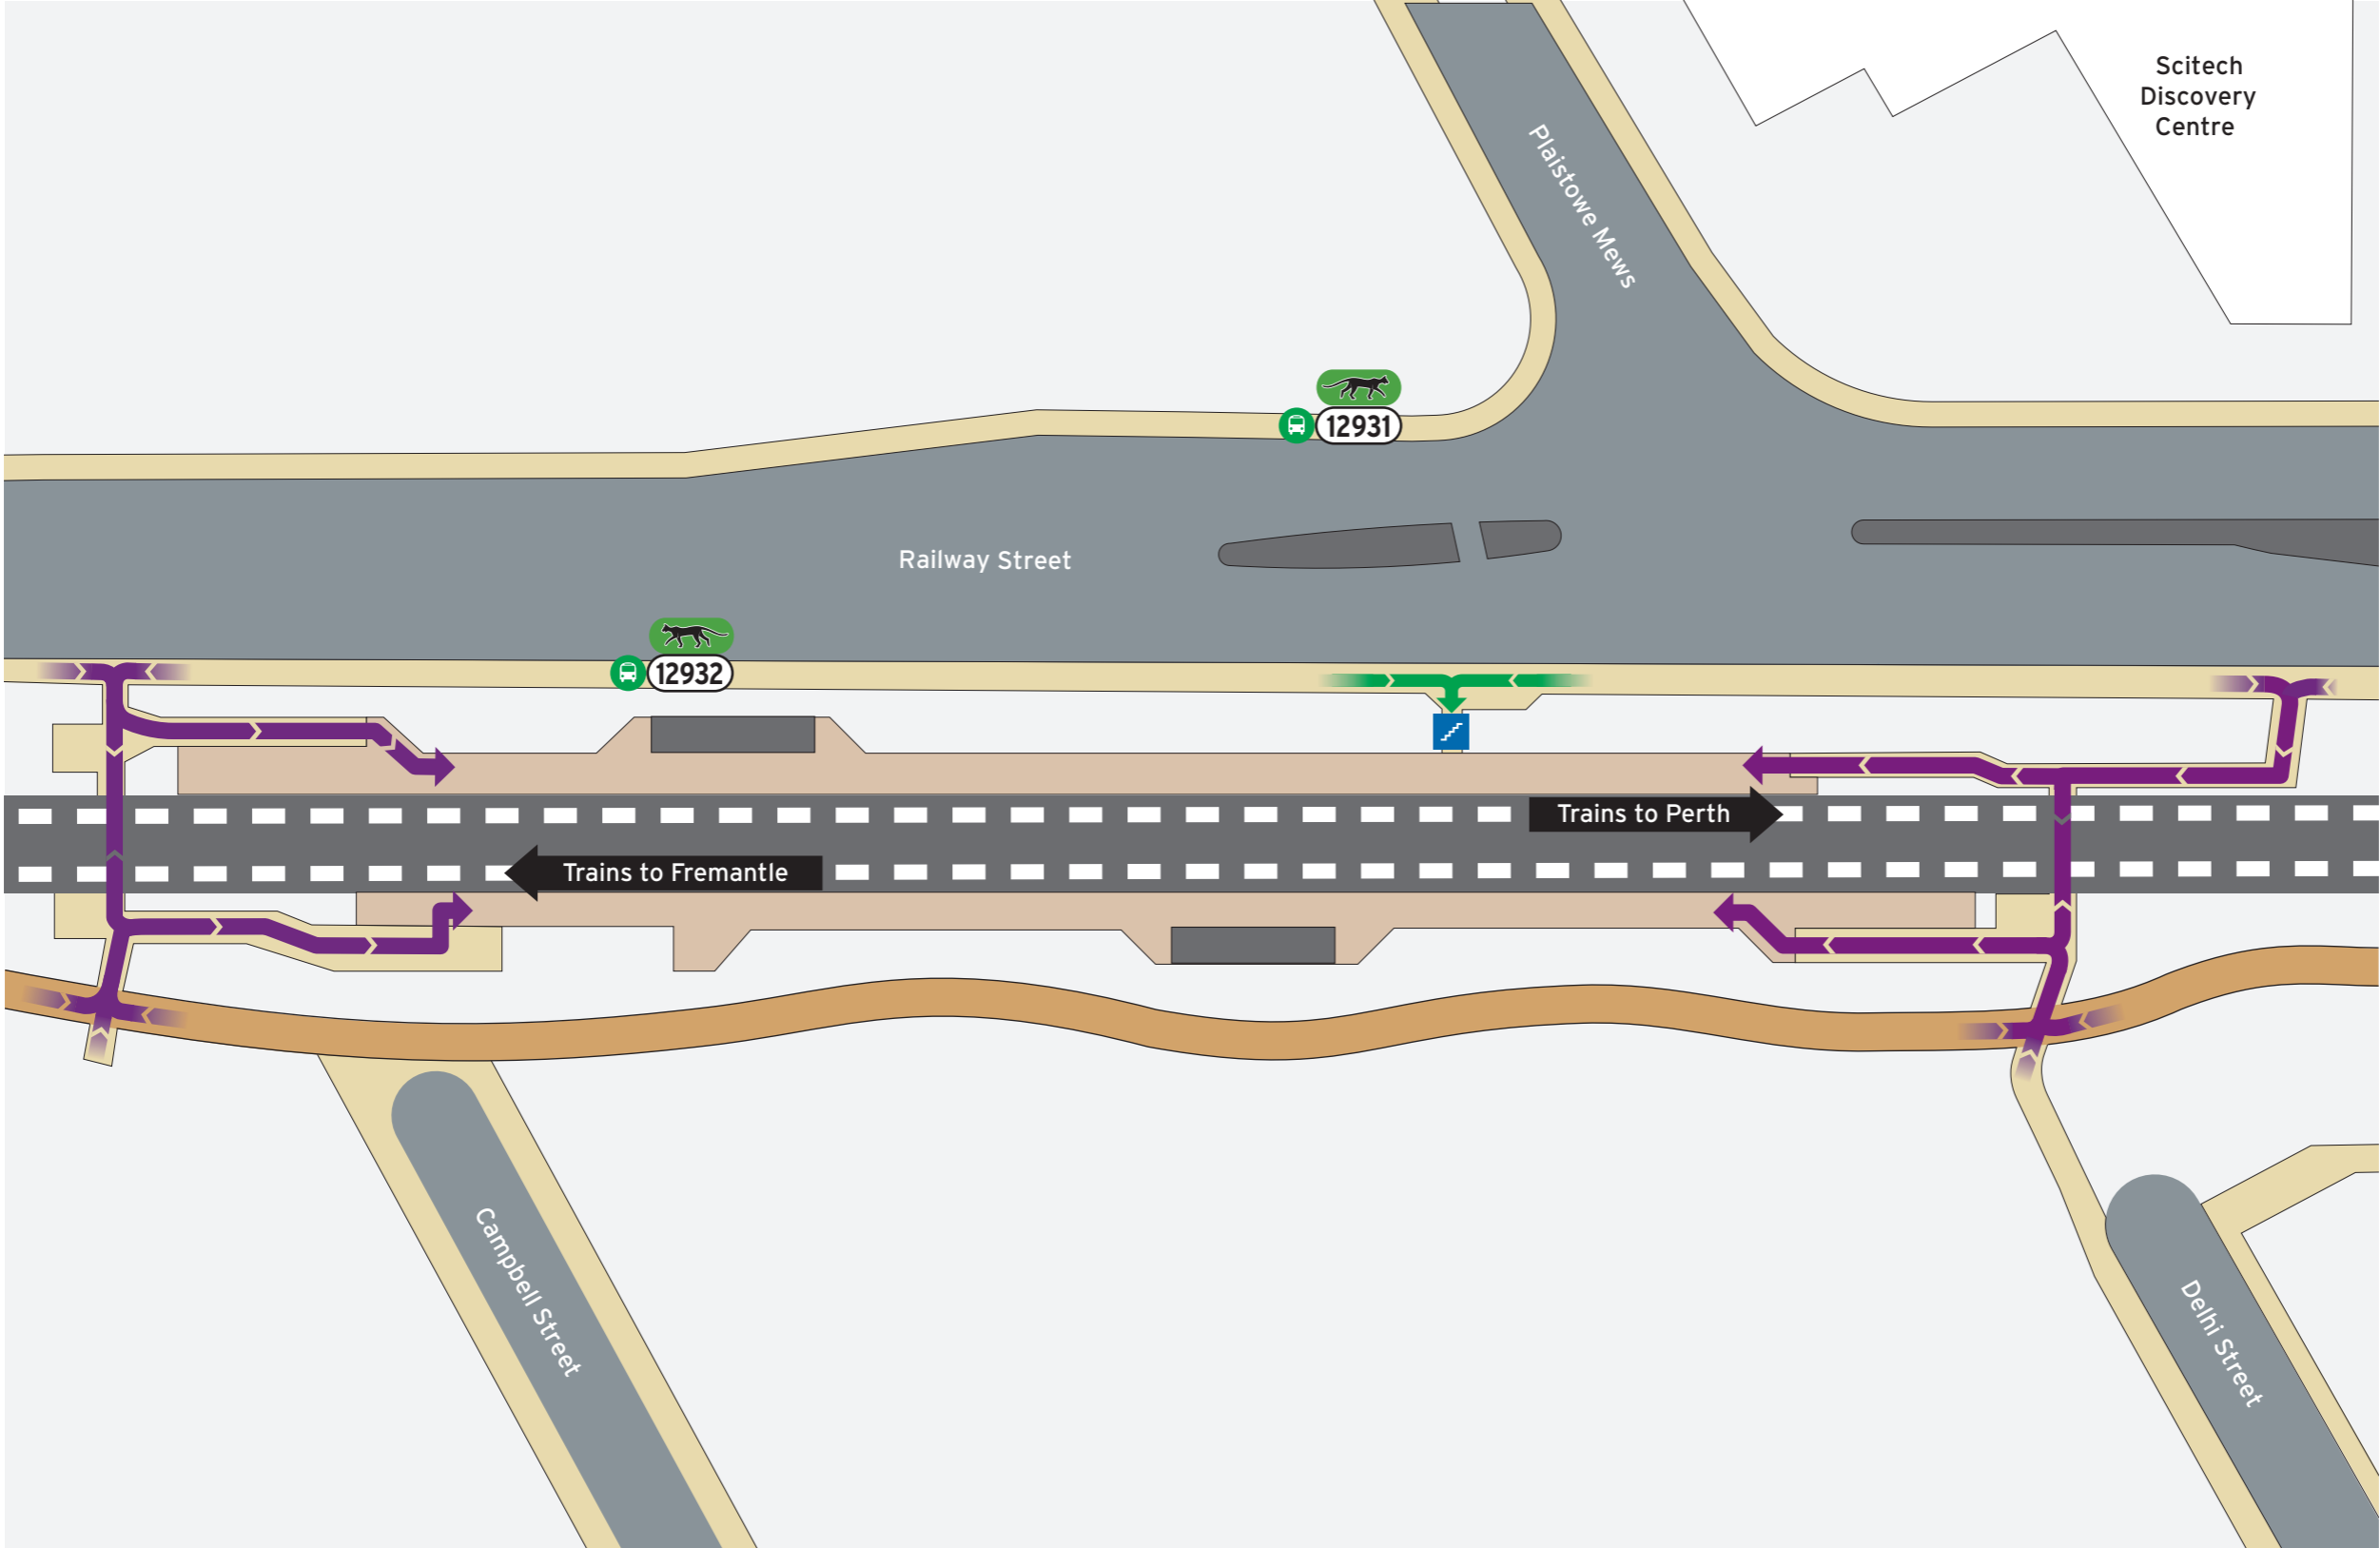 Scitech
Discovery
Centre
Plaistowe Mews
12931
Railway Street
12932
Trains to Perth
Trains to Fremantle
Campbell Street
Delhi Street